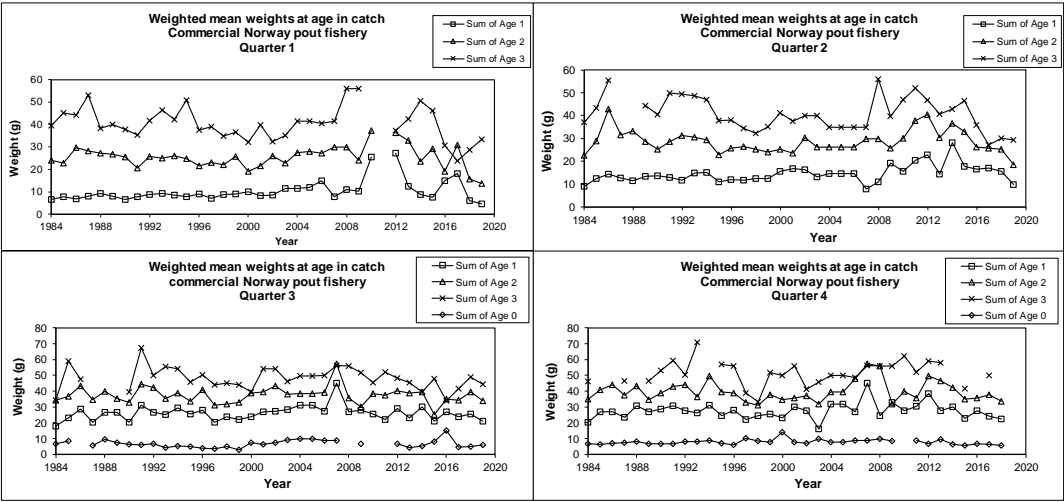 Weighted mean weights at age in catch
Commercial Norway pout fishery
Quarter 1
Sum of Age 1
Sum of Age 2
Sum of Age 3
Weight (g)
60
50
40
30
20
10
0
1984 1988 1992 1996 2000 2004 2008 2012 2016 2020
Year
Weighted mean weights at age in catch
Commercial Norway pout fishery
Quarter 2
Sum of Age 1
Sum of Age 2
Sum of Age 3
Weight (g)
60
50
40
30
20
10
0
1984 1988 1992 1996 2000 2004 2008 2012 2016 2020
Year
Weighted mean weights at age in catch
commercial Norway pout fishery
Quarter 3
Sum of Age 1
Sum of Age 2
Sum of Age 3
Sum of Age 0
Weight (g)
80
70
60
50
40
30
20
10
0
1984 1988 1992 1996 2000 2004 2008 2012 2016 2020
Year
Weighted mean weights at age in catch
Commercial Norway pout fishery
Quarter 4
Sum of Age 1
Sum of Age 2
Sum of Age 3
Sum of Age 0
Weight (g)
80
70
60
50
40
30
20
10
0
1984 1988 1992 1996 2000 2004 2008 2012 2016 2020
Year